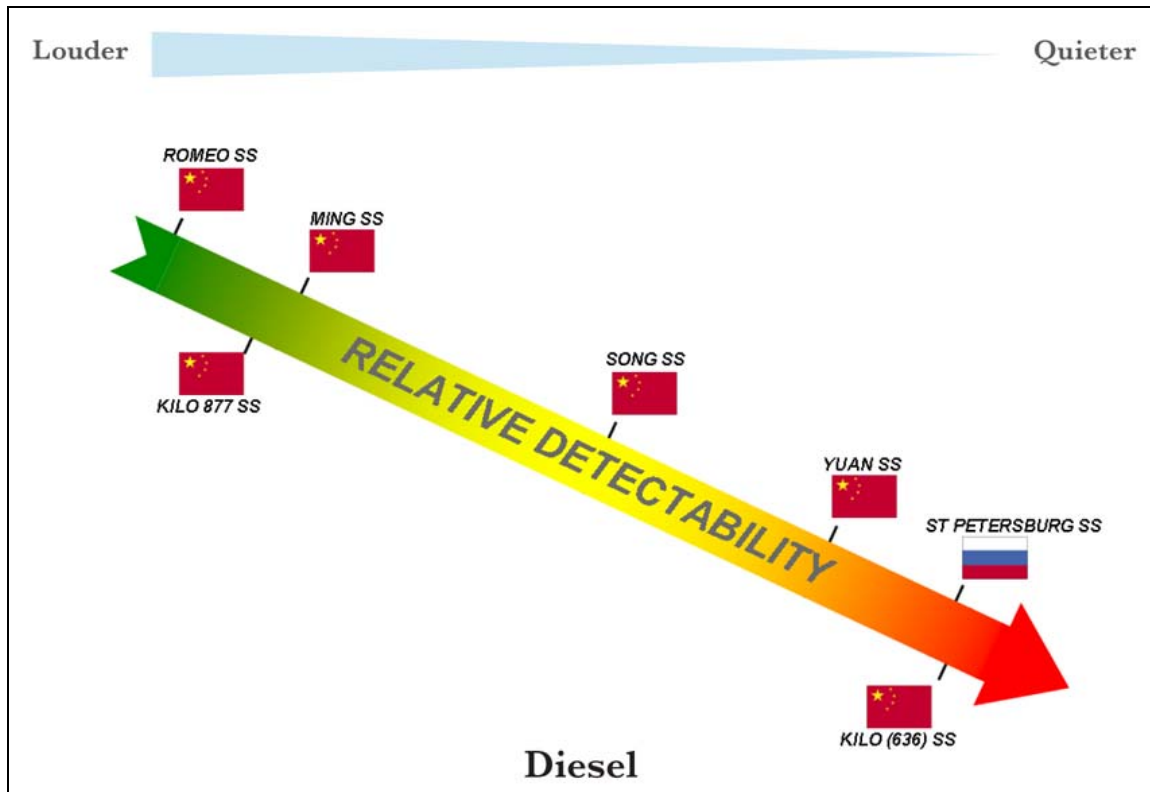 Louder
Quieter
ROMEO SS
MING SS
KILO 877 SS
RELATIVE DETECTABILITY
SONG SS
YUAN SS
ST PETERSBURG SS
KILO (636) SS
Diesel